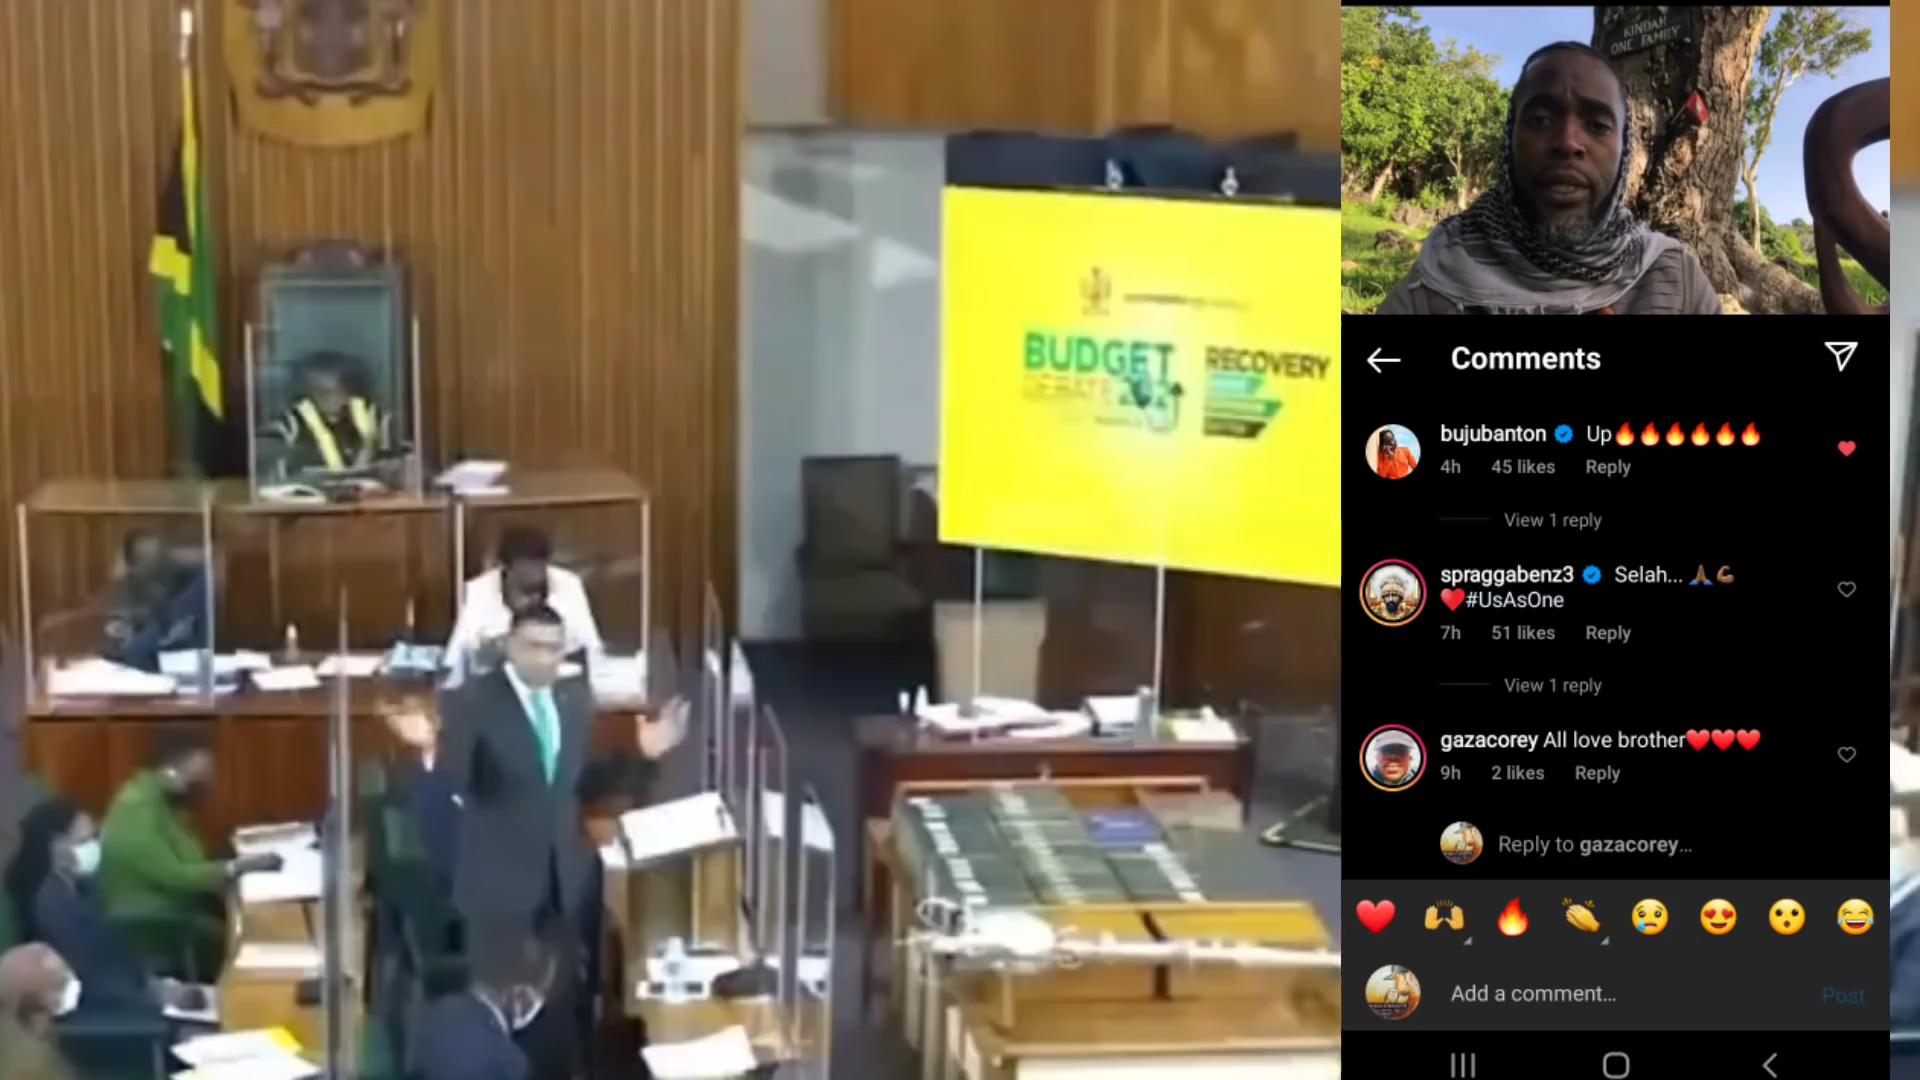 BUDGET
DEBATE
RECOVERY
KINDAH
ONE FAMILY
Comments
bujubanton Up🔥🔥🔥🔥🔥🔥
4h 45 likes Reply
View 1 reply
spraggabenz3 Selah... 🙏🏾💪🏾
❤️#UsAsOne
7h 51 likes Reply
View 1 reply
gazacorey All love brother❤️❤️❤️
9h 2 likes Reply
Reply to gazacorey...
❤️🙌🔥👏😢😍😮😂
Add a comment...
Post